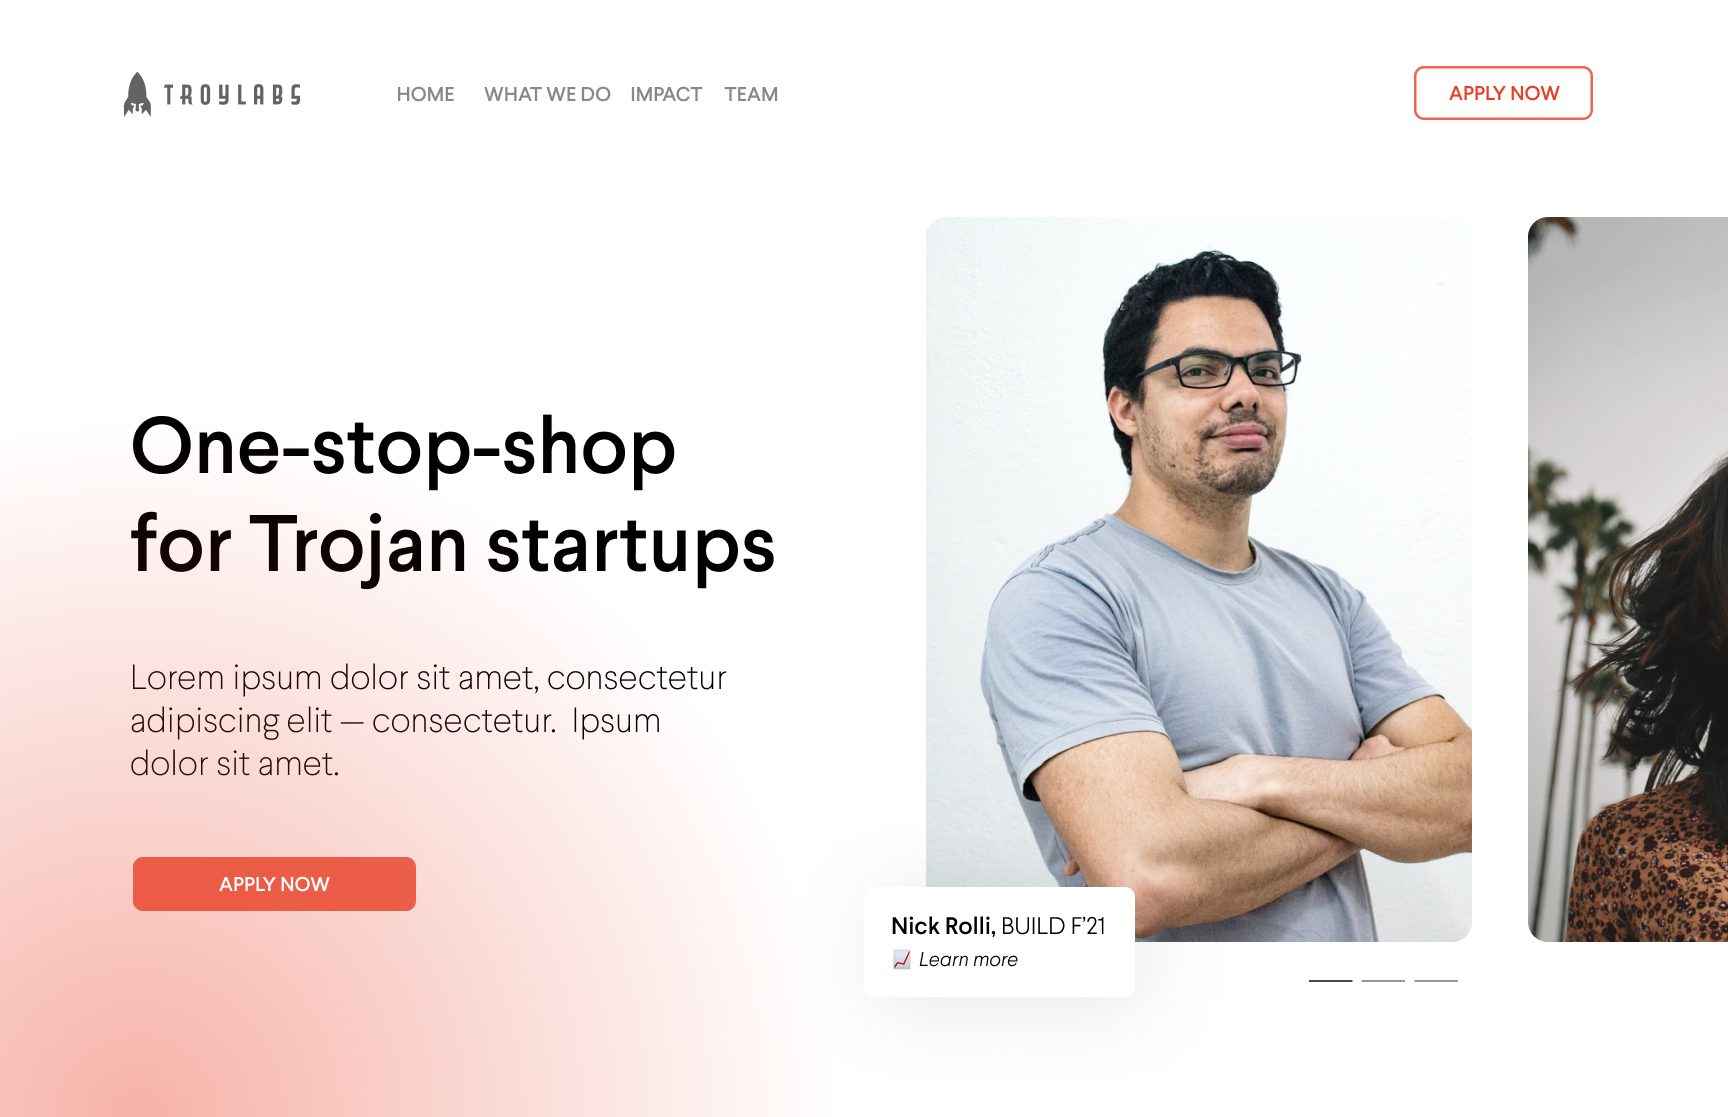 TROYLABS
HOME
WHAT WE DO
IMPACT
TEAM
APPLY NOW
One-stop-shop
for Trojan startups
Lorem ipsum dolor sit amet, consectetur
adipiscing elit — consectetur.  Ipsum
dolor sit amet.
APPLY NOW
Nick Rolli, BUILD F’21
Learn more